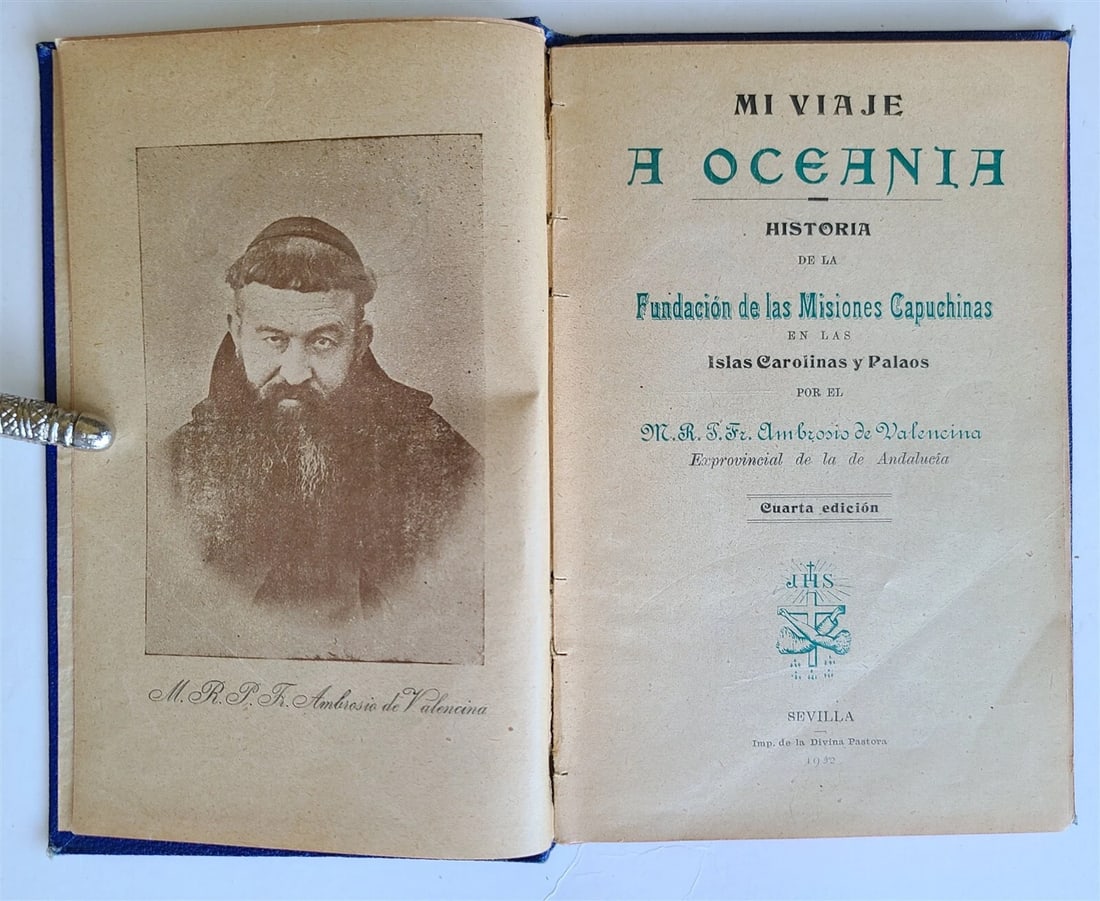 M. R. P. Fr. Ambrosio de Valencina
MI VIAJE
A OCEANIA
HISTORIA
DE LA
Fundación de las Misiones Capuchinas
EN LAS
Islas Carolinas y Palaos
POR EL
M. R. P. Fr. Ambrosio de Valencina
Exprovincial de la de Andalucía
Cuarta edición
JHS
SEVILLA
Imp. de la Divina Pastora